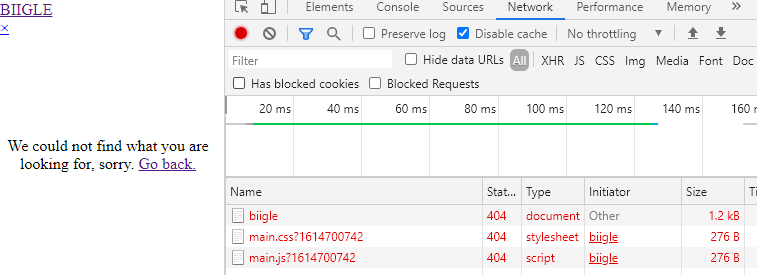 BIIGLE
×
We could not find what you are
looking for, sorry. Go back.
Elements Console Sources Network Performance Memory »
Preserve log Disable cache No throttling
Filter Hide data URLs All XHR JS CSS Img Media Font Doc
Has blocked cookies Blocked Requests
20 ms 40 ms 60 ms 80 ms 100 ms 120 ms 140 ms 160 m
Name Stat... Type Initiator Size Ti
biigle 404 document Other 1.2 kB
main.css?1614700742 404 stylesheet biigle 276 B
main.js?1614700742 404 script biigle 276 B